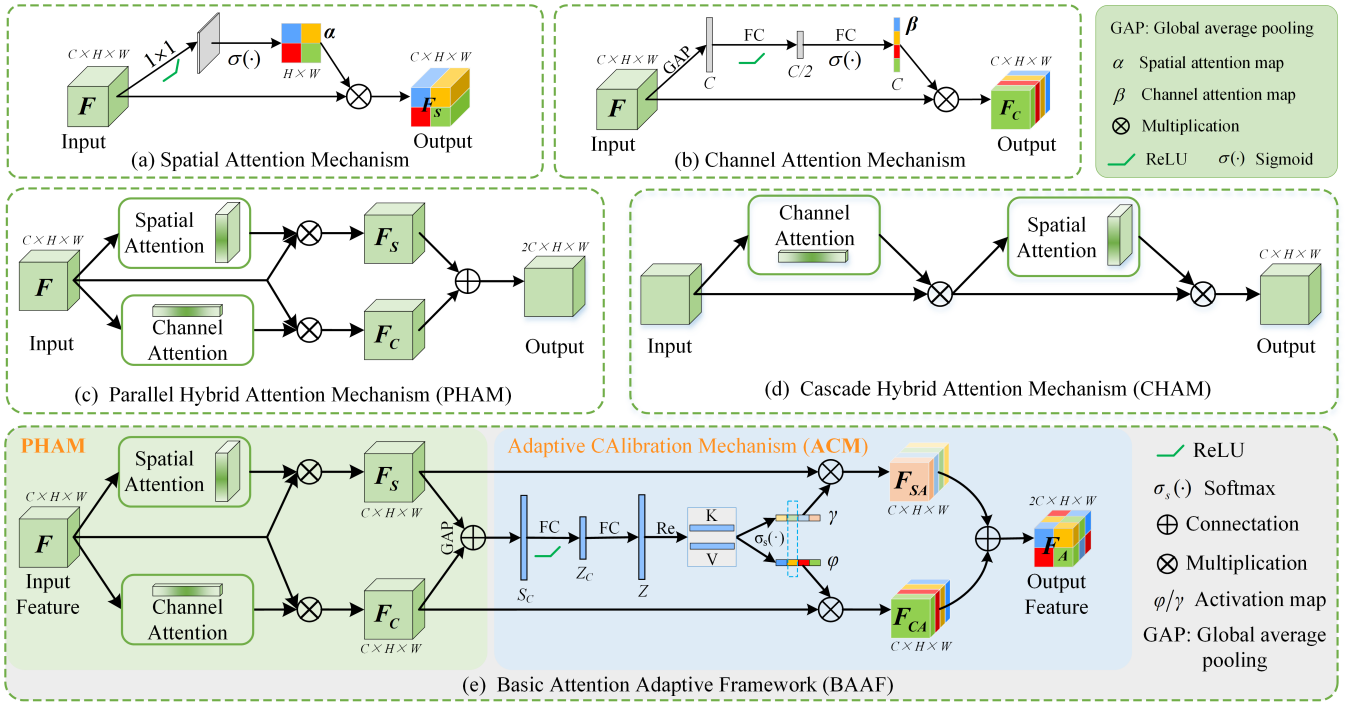 C×H×W
F
Input
1×1
σ(·)
α
H×W
C×H×W
F_S
Output
(a) Spatial Attention Mechanism
C×H×W
F
Input
GAP
C
FC
C/2
FC
σ(·)
β
C
C×H×W
F_C
Output
(b) Channel Attention Mechanism
GAP: Global average pooling
α Spatial attention map
β Channel attention map
Multiplication
ReLU σ(·) Sigmoid
C×H×W
F
Input
Spatial
Attention
Channel
Attention
F_S
F_C
2C×H×W
Output
(c) Parallel Hybrid Attention Mechanism (PHAM)
Input
Channel
Attention
Spatial
Attention
C×H×W
Output
(d) Cascade Hybrid Attention Mechanism (CHAM)
PHAM
C×H×W
F
Input
Feature
Spatial
Attention
Channel
Attention
F_S
C×H×W
F_C
C×H×W
GAP
Adaptive CAlibration Mechanism (ACM)
S_C
FC
Z_C
FC
Z
Re
K
V
σ_s(·)
γ
φ
F_SA
C×H×W
F_CA
C×H×W
2C×H×W
F_A
Output
Feature
ReLU
σ_s(·) Softmax
Connectation
Multiplication
φ/γ Activation map
GAP: Global average
pooling
(e) Basic Attention Adaptive Framework (BAAF)